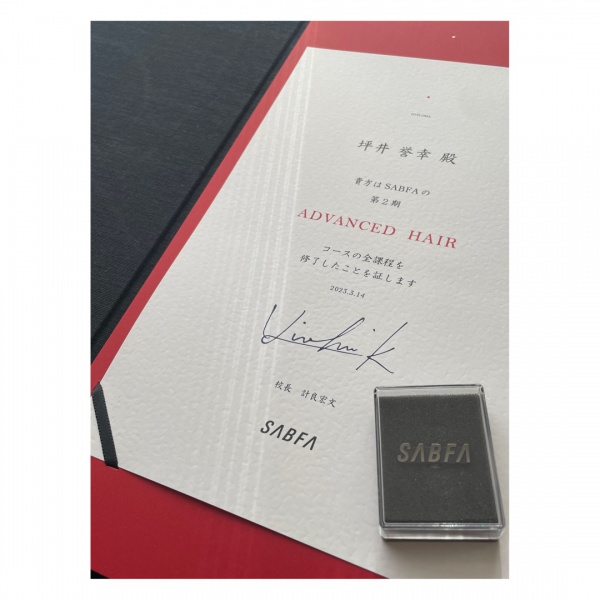 坪井 誉幸 殿
貴方はSABFAの
第2期
ADVANCED HAIR
コースの全課程を
修了したことを証します
2025.3.14
校長 計良宏文
SABFA
SABFA